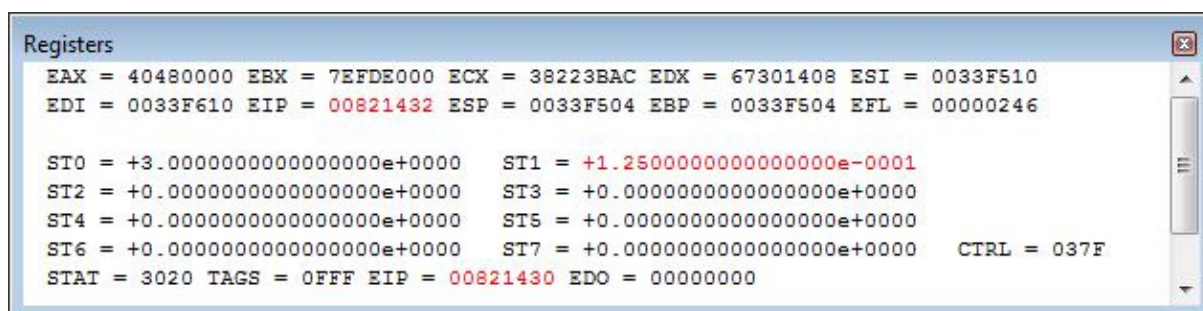 Registers
EAX = 40480000 EBX = 7EFDE000 ECX = 38223BAC EDX = 67301408 ESI = 0033F510
EDI = 0033F610 EIP = 00821432 ESP = 0033F504 EBP = 0033F504 EFL = 00000246
ST0 = +3.0000000000000000e+0000 ST1 = +1.2500000000000000e-0001
ST2 = +0.0000000000000000e+0000 ST3 = +0.0000000000000000e+0000
ST4 = +0.0000000000000000e+0000 ST5 = +0.0000000000000000e+0000
ST6 = +0.0000000000000000e+0000 ST7 = +0.0000000000000000e+0000 CTRL = 037F
STAT = 3020 TAGS = 0FFF EIP = 00821430 EDO = 00000000